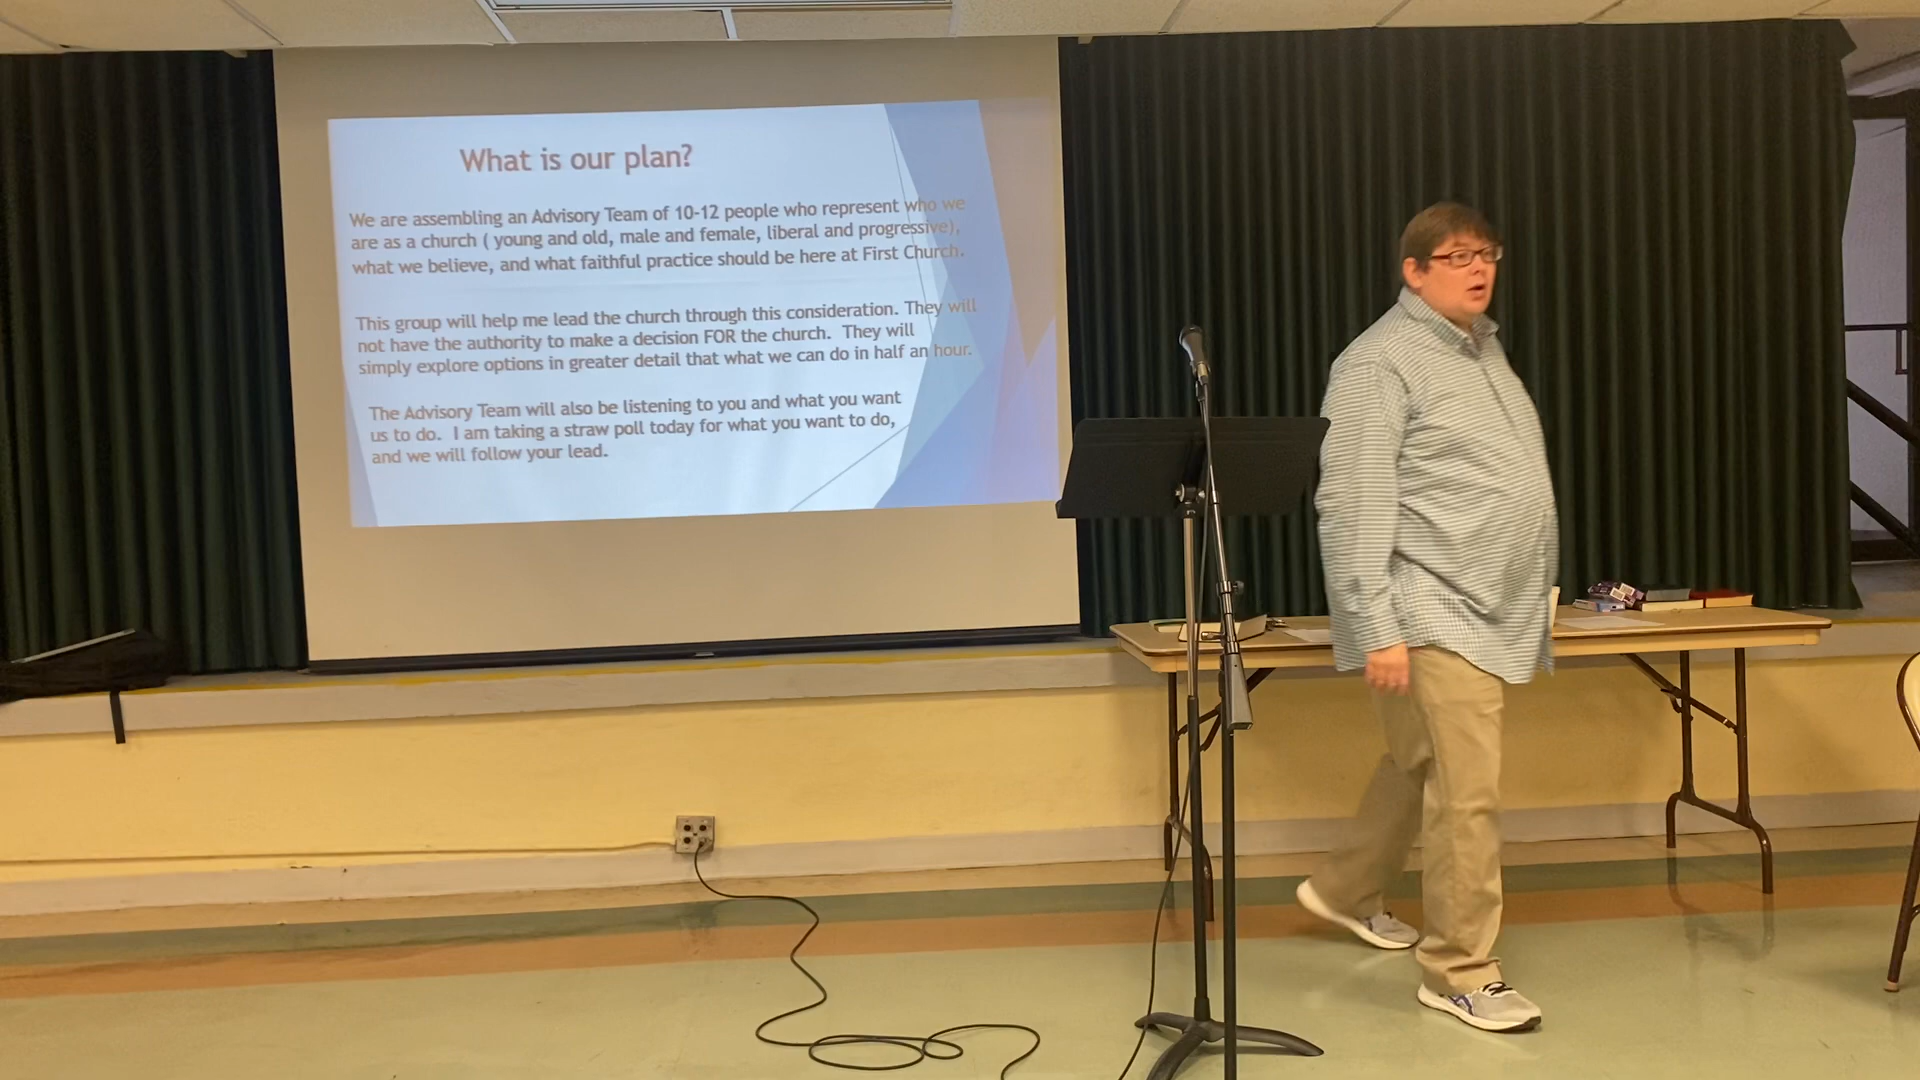 What is our plan?
We are assembling an Advisory Team of 10-12 people who represent who we
are as a church ( young and old, male and female, liberal and progressive),
what we believe, and what faithful practice should be here at First Church.
This group will help me lead the church through this consideration. They will
not have the authority to make a decision FOR the church. They will
simply explore options in greater detail that what we can do in half an hour.
The Advisory Team will also be listening to you and what you want
us to do. I am taking a straw poll today for what you want to do,
and we will follow your lead.